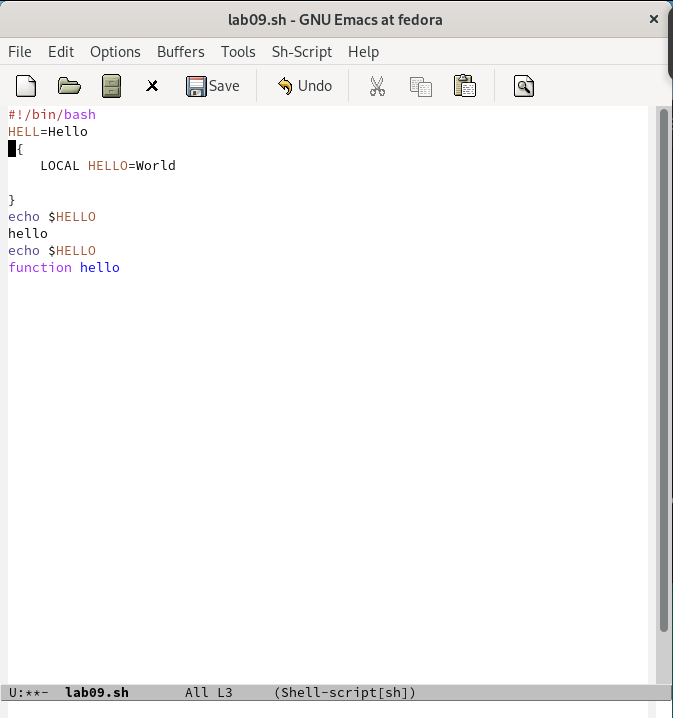 lab09.sh - GNU Emacs at fedora
File Edit Options Buffers Tools Sh-Script Help
Save Undo
#!/bin/bash
HELL=Hello
{
    LOCAL HELLO=World

}
echo $HELLO
hello
echo $HELLO
function hello
U:**-  lab09.sh       All L3     (Shell-script[sh])